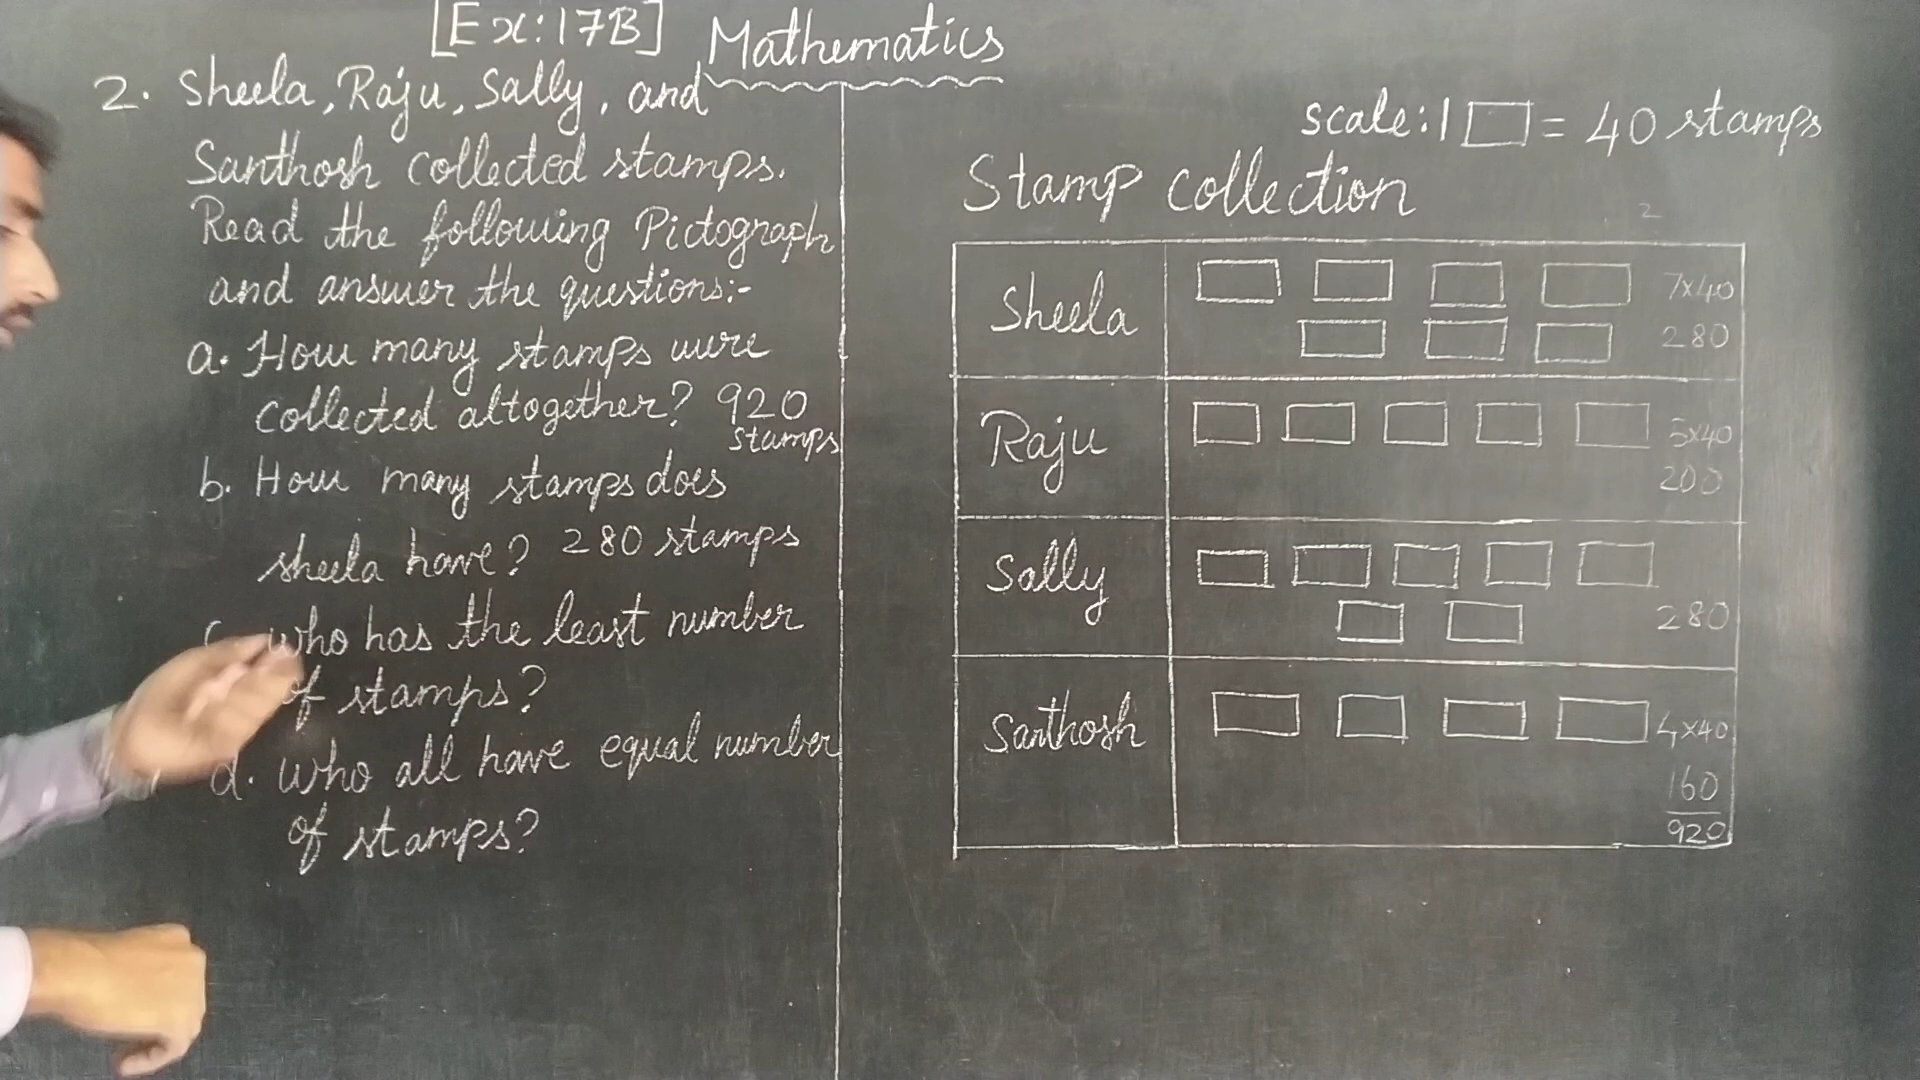 [Ex:17B]
Mathematics
2. Sheela, Raju, Sally, and
Santhosh collected stamps.
Read the following Pictograph
and answer the questions:-
a. How many stamps were
collected altogether? 920
stamps
b. How many stamps does
sheela have? 280 stamps
c. who has the least number
of stamps?
d. who all have equal number
of stamps?
scale: 1 □ = 40 stamps
Stamp collection
2
Sheela 7x40
280
Raju 5x40
200
Sally
280
Santhosh 4x40
160
920